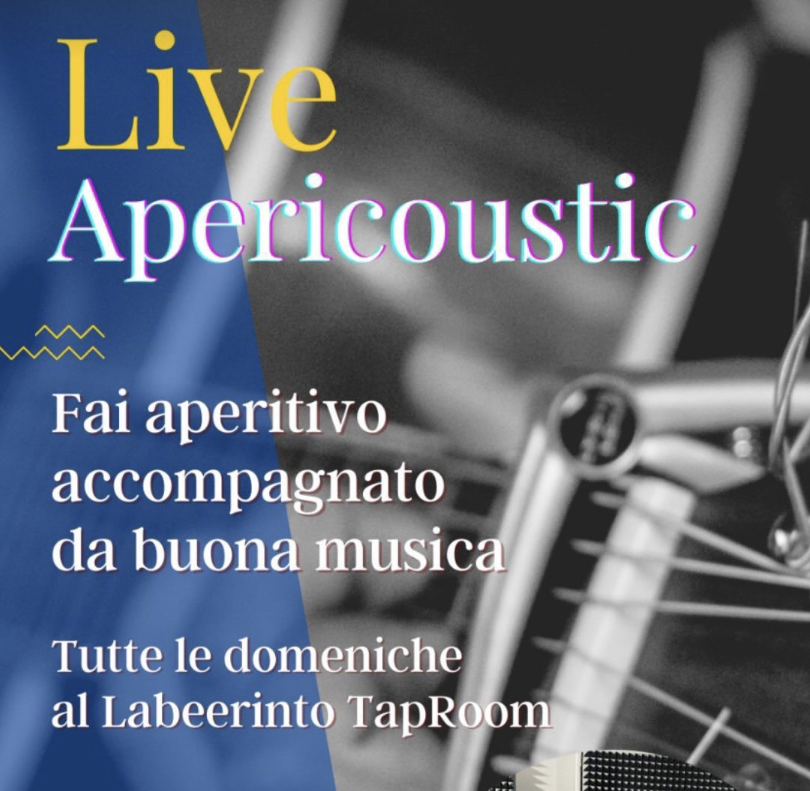 Live
Apericoustic
Fai aperitivo
accompagnato
da buona musica
Tutte le domeniche
al Labeerinto TapRoom